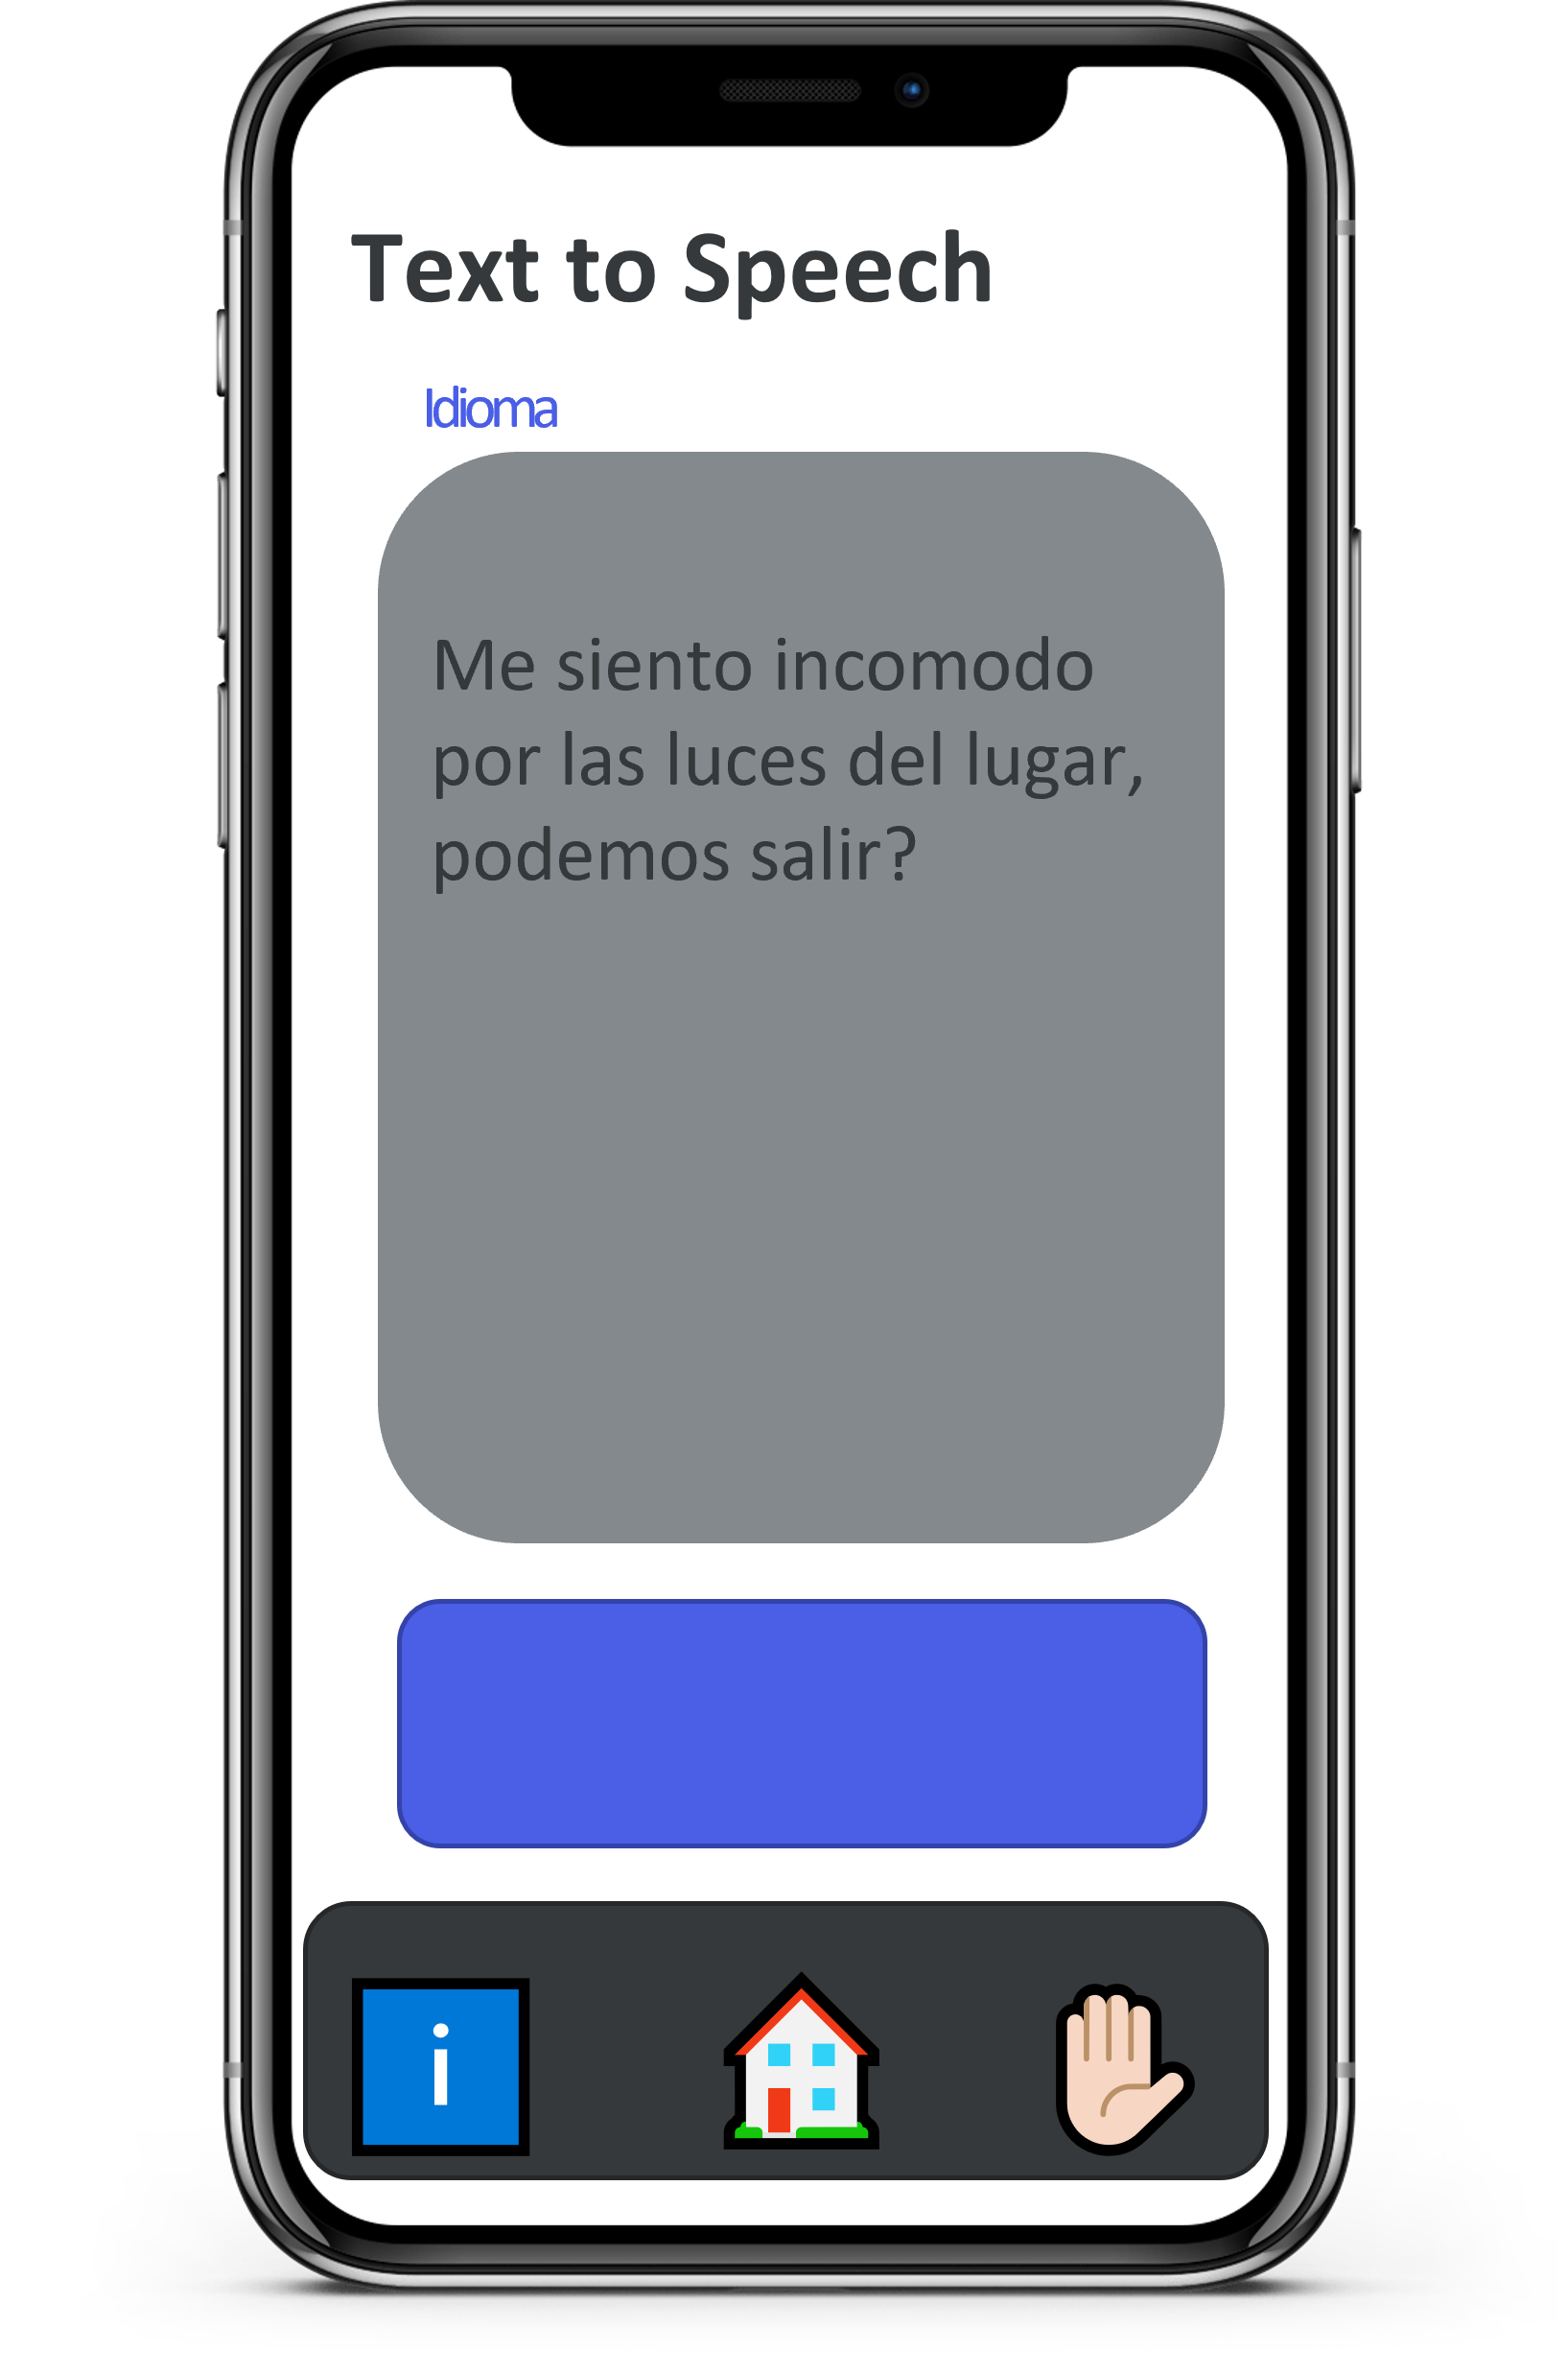 Text to Speech
Idioma
Me siento incomodo
por las luces del lugar,
podemos salir?
i